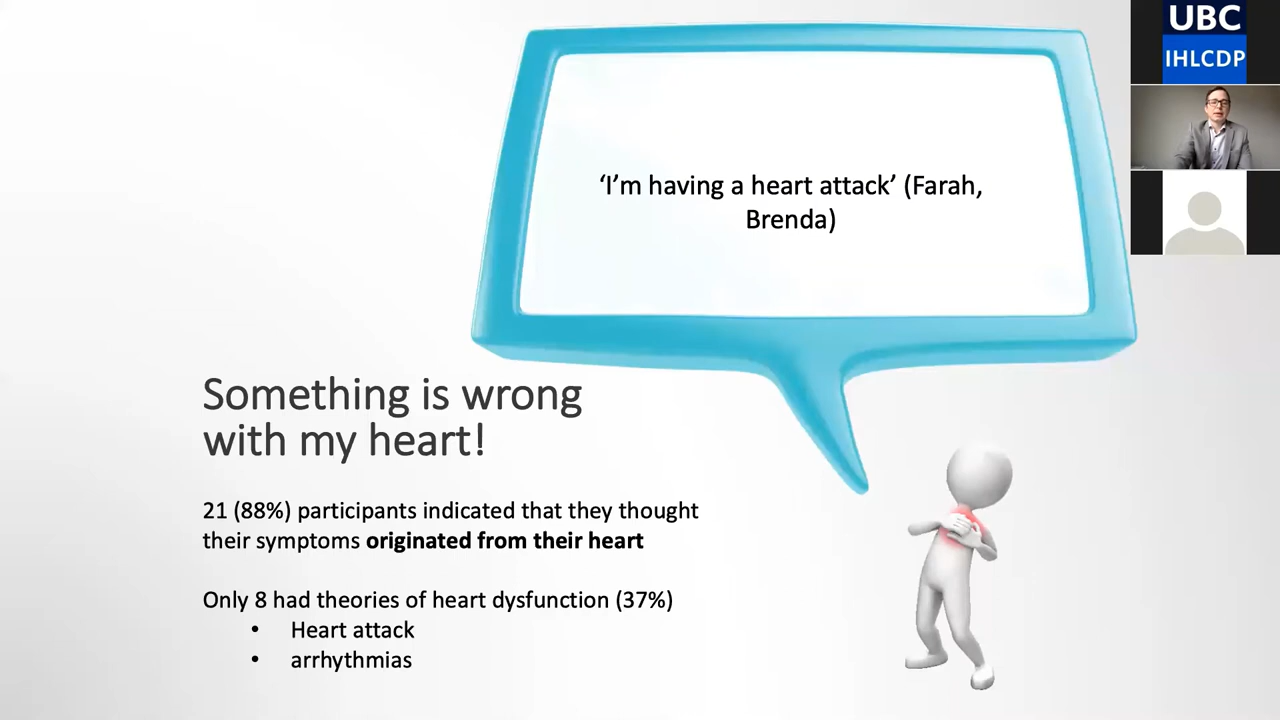 UBC
IHLCDP
‘I’m having a heart attack’ (Farah,
Brenda)
Something is wrong
with my heart!
21 (88%) participants indicated that they thought
their symptoms originated from their heart
Only 8 had theories of heart dysfunction (37%)
• Heart attack
• arrhythmias